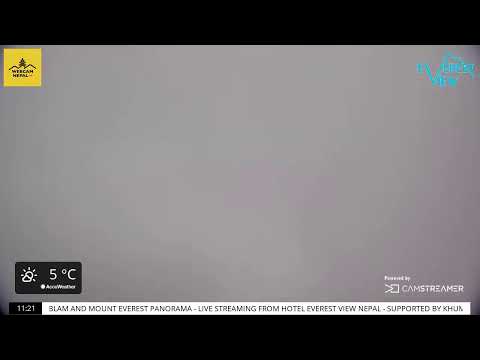 WEBCAM
NEPAL
EVEREST
VIEW
5 °C
AccuWeather
Powered by
CAMSTREAMER
11:21
BLAM AND MOUNT EVEREST PANORAMA - LIVE STREAMING FROM HOTEL EVEREST VIEW NEPAL - SUPPORTED BY KHUM